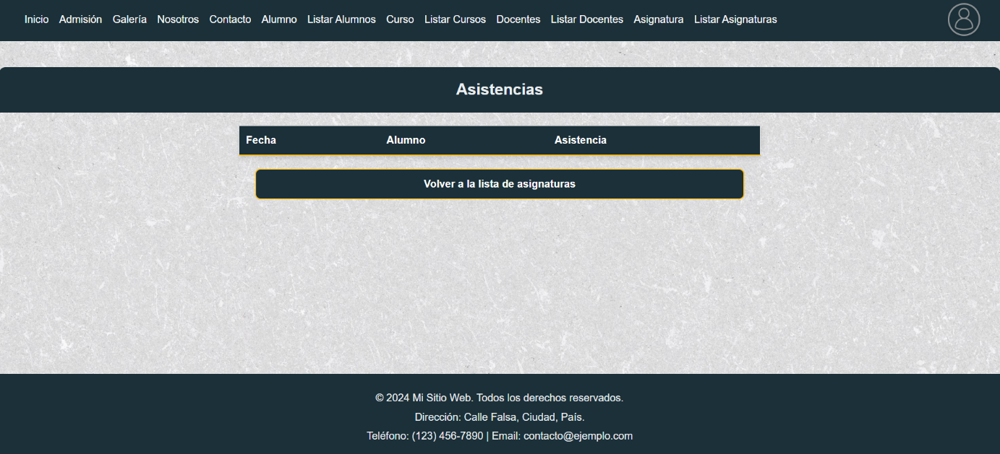 Inicio Admisión Galería Nosotros Contacto Alumno Listar Alumnos Curso Listar Cursos Docentes Listar Docentes Asignatura Listar Asignaturas
Asistencias
Fecha Alumno Asistencia
Volver a la lista de asignaturas
© 2024 Mi Sitio Web. Todos los derechos reservados.
Dirección: Calle Falsa, Ciudad, País.
Teléfono: (123) 456-7890 | Email: contacto@ejemplo.com